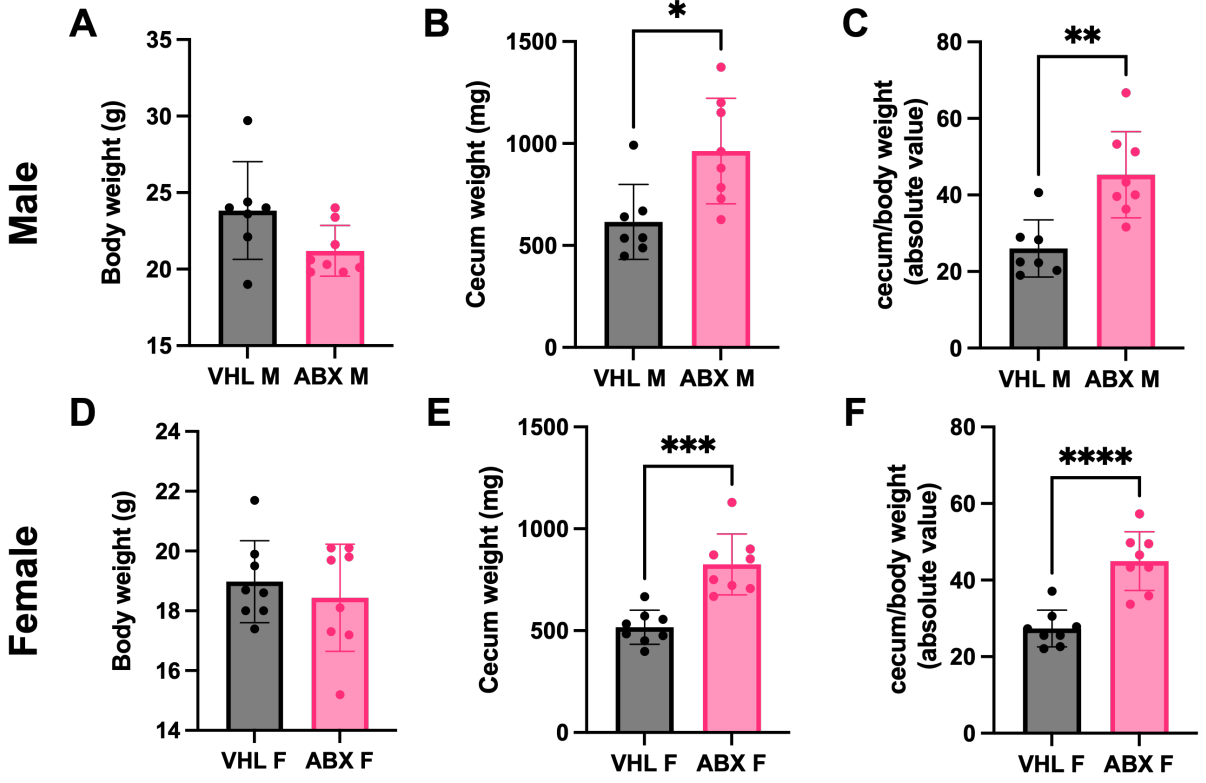 Male
A
Body weight (g)
35
30
25
20
15
VHL M ABX M
B
Cecum weight (mg)
1500
1000
500
0
*
VHL M ABX M
C
cecum/body weight
(absolute value)
80
60
40
20
0
**
VHL M ABX M
Female
D
Body weight (g)
24
22
20
18
16
14
VHL F ABX F
E
Cecum weight (mg)
1500
1000
500
0
***
VHL F ABX F
F
cecum/body weight
(absolute value)
80
60
40
20
0
****
VHL F ABX F